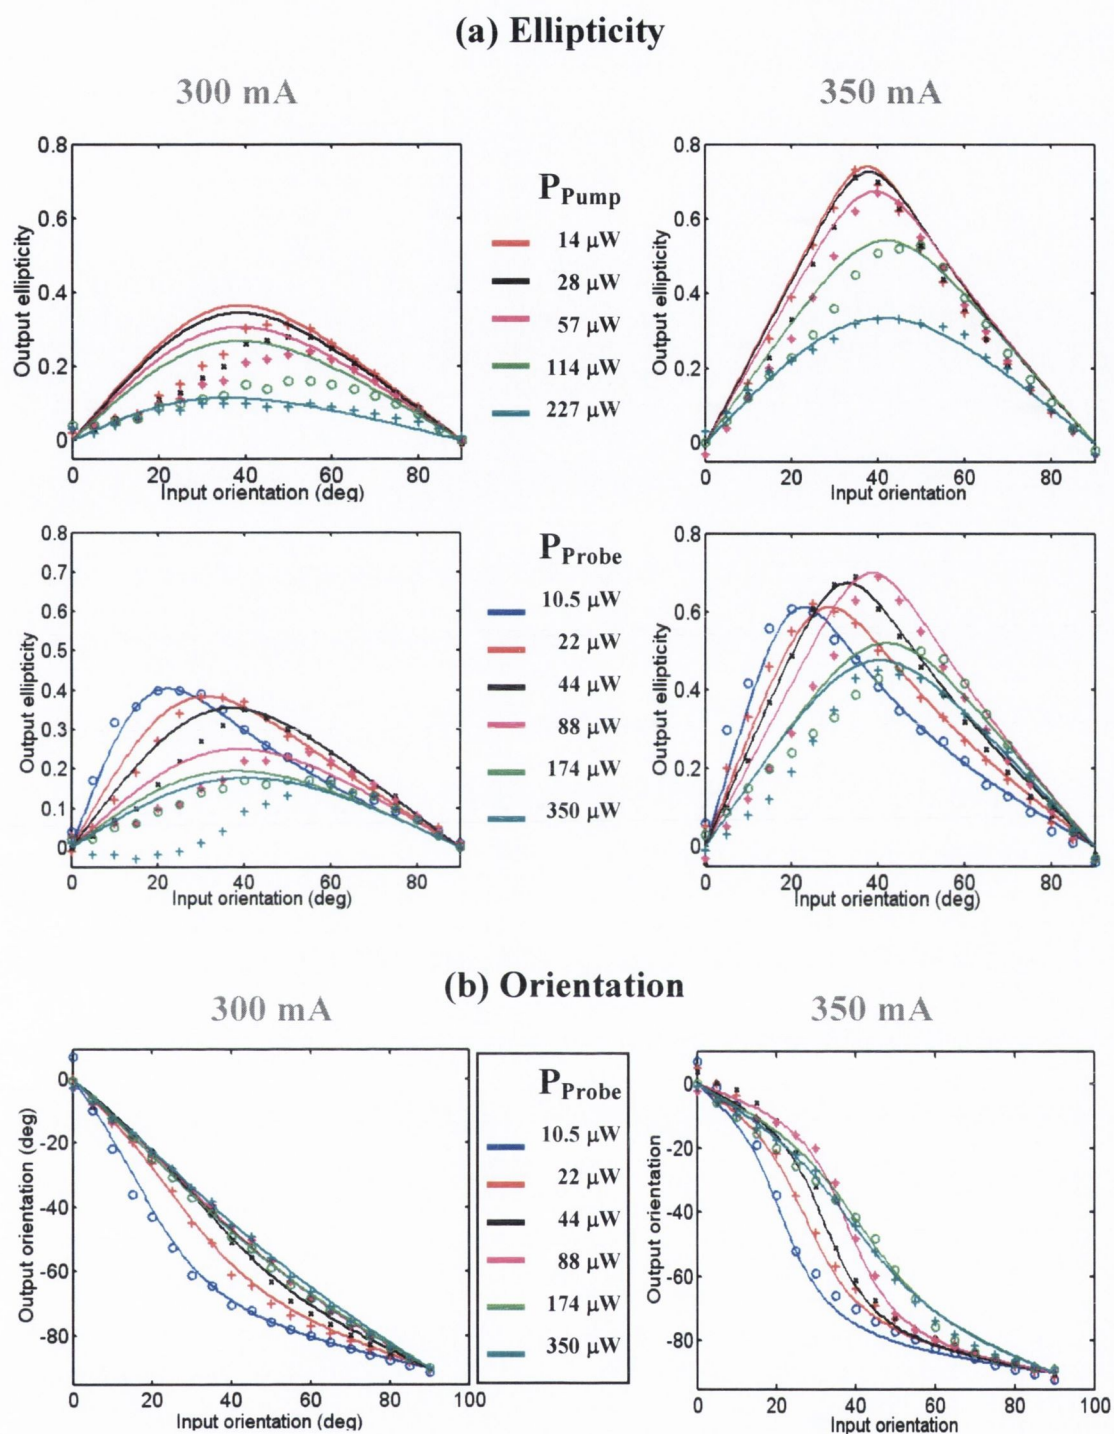 (a) Ellipticity
300 mA
350 mA
0.8
0.6
0.4
0.2
0
0 20 40 60 80
Output ellipticity
Input orientation (deg)
P_Pump
14 μW
28 μW
57 μW
114 μW
227 μW
0.8
0.6
0.4
0.2
0
0 20 40 60 80
Output ellipticity
Input orientation
0.8
0.7
0.6
0.5
0.4
0.3
0.2
0.1
0
0 20 40 60 80
Output ellipticity
Input orientation (deg)
P_Probe
10.5 μW
22 μW
44 μW
88 μW
174 μW
350 μW
0.8
0.6
0.4
0.2
0
0 20 40 60 80
Output ellipticity
Input orientation (deg)
(b) Orientation
300 mA
350 mA
0
-20
-40
-60
-80
0 20 40 60 80 100
Output orientation (deg)
Input orientation (deg)
P_Probe
10.5 μW
22 μW
44 μW
88 μW
174 μW
350 μW
0
-20
-40
-60
-80
0 20 40 60 80 100
Output orientation
Input orientation